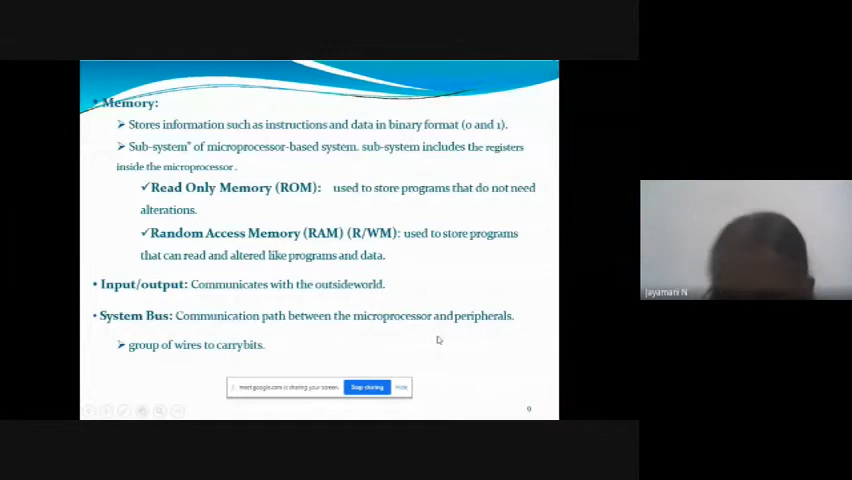 • Memory:
➢ Stores information such as instructions and data in binary format (0 and 1).
➢ Sub-system" of microprocessor-based system. sub-system includes the registers
inside the microprocessor.
✓Read Only Memory (ROM): used to store programs that do not need
alterations.
✓Random Access Memory (RAM) (R/WM): used to store programs
that can read and altered like programs and data.
• Input/output: Communicates with the outsideworld.
• System Bus: Communication path between the microprocessor and peripherals.
➢ group of wires to carrybits.
meet.google.com is sharing your screen. Stop sharing Hide
9
Jayamani N